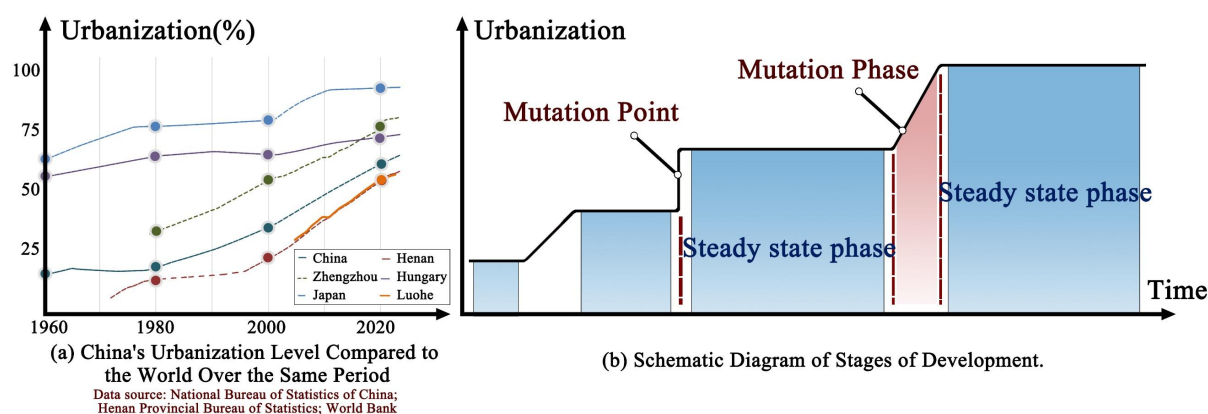 Urbanization(%)
100
75
50
25
1960
1980
2000
2020
China
Henan
Zhengzhou
Hungary
Japan
Luohe
(a) China's Urbanization Level Compared to
the World Over the Same Period
Data source: National Bureau of Statistics of China;
Henan Provincial Bureau of Statistics; World Bank
Urbanization
Mutation Phase
Mutation Point
Steady state phase
Steady state phase
Time
(b) Schematic Diagram of Stages of Development.